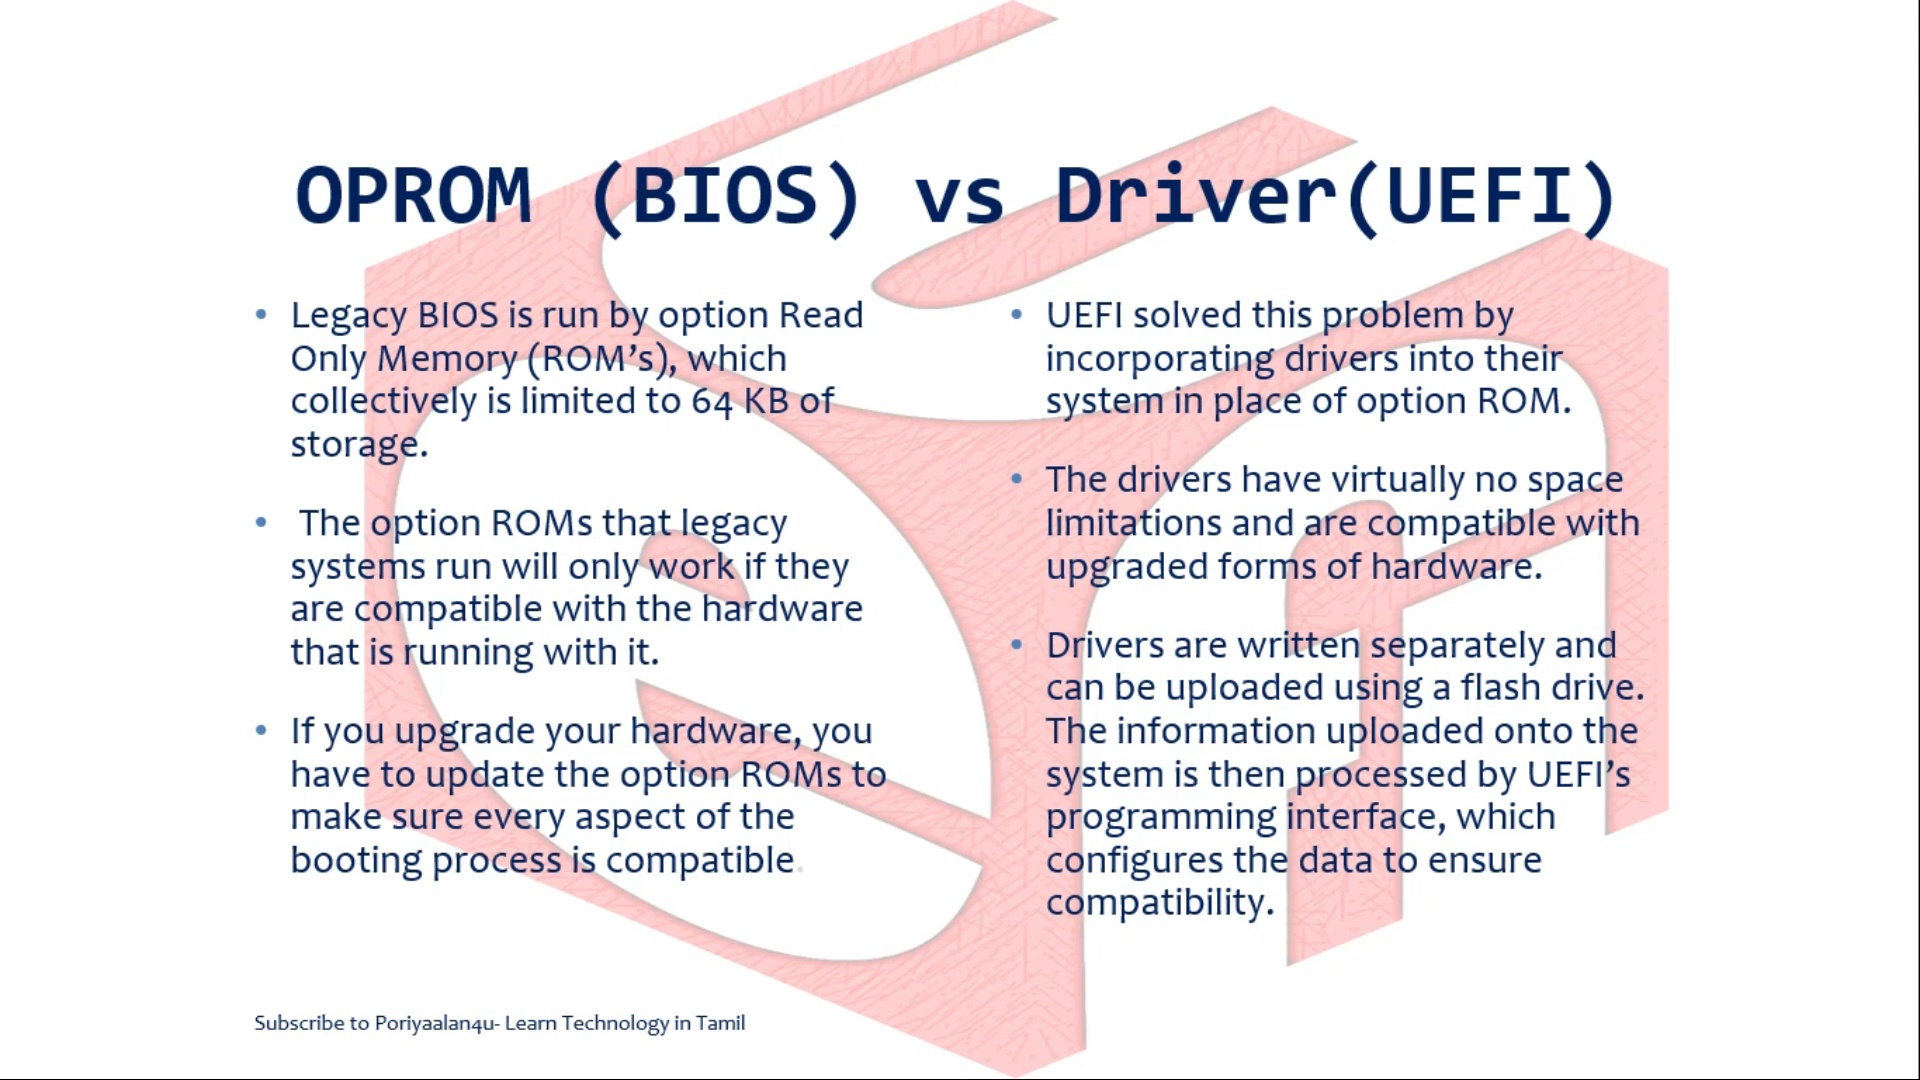 OPROM (BIOS) vs Driver(UEFI)
• Legacy BIOS is run by option Read
Only Memory (ROM’s), which
collectively is limited to 64 KB of
storage.
• The option ROMs that legacy
systems run will only work if they
are compatible with the hardware
that is running with it.
• If you upgrade your hardware, you
have to update the option ROMs to
make sure every aspect of the
booting process is compatible.
• UEFI solved this problem by
incorporating drivers into their
system in place of option ROM.
• The drivers have virtually no space
limitations and are compatible with
upgraded forms of hardware.
• Drivers are written separately and
can be uploaded using a flash drive.
The information uploaded onto the
system is then processed by UEFI’s
programming interface, which
configures the data to ensure
compatibility.
Subscribe to Poriyaalan4u- Learn Technology in Tamil